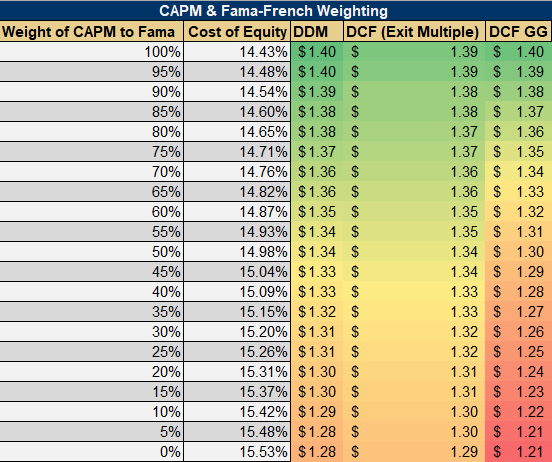 CAPM & Fama-French Weighting
Weight of CAPM to Fama Cost of Equity DDM DCF (Exit Multiple) DCF GG
100% 14.43% $1.40 $ 1.39 $ 1.40
95% 14.48% $1.40 $ 1.39 $ 1.39
90% 14.54% $1.39 $ 1.38 $ 1.38
85% 14.60% $1.38 $ 1.38 $ 1.37
80% 14.65% $1.38 $ 1.37 $ 1.36
75% 14.71% $1.37 $ 1.37 $ 1.35
70% 14.76% $1.36 $ 1.36 $ 1.34
65% 14.82% $1.36 $ 1.36 $ 1.33
60% 14.87% $1.35 $ 1.35 $ 1.32
55% 14.93% $1.34 $ 1.35 $ 1.31
50% 14.98% $1.34 $ 1.34 $ 1.30
45% 15.04% $1.33 $ 1.34 $ 1.29
40% 15.09% $1.33 $ 1.33 $ 1.28
35% 15.15% $1.32 $ 1.33 $ 1.27
30% 15.20% $1.31 $ 1.32 $ 1.26
25% 15.26% $1.31 $ 1.32 $ 1.25
20% 15.31% $1.30 $ 1.31 $ 1.24
15% 15.37% $1.30 $ 1.31 $ 1.23
10% 15.42% $1.29 $ 1.30 $ 1.22
5% 15.48% $1.28 $ 1.30 $ 1.21
0% 15.53% $1.28 $ 1.29 $ 1.21